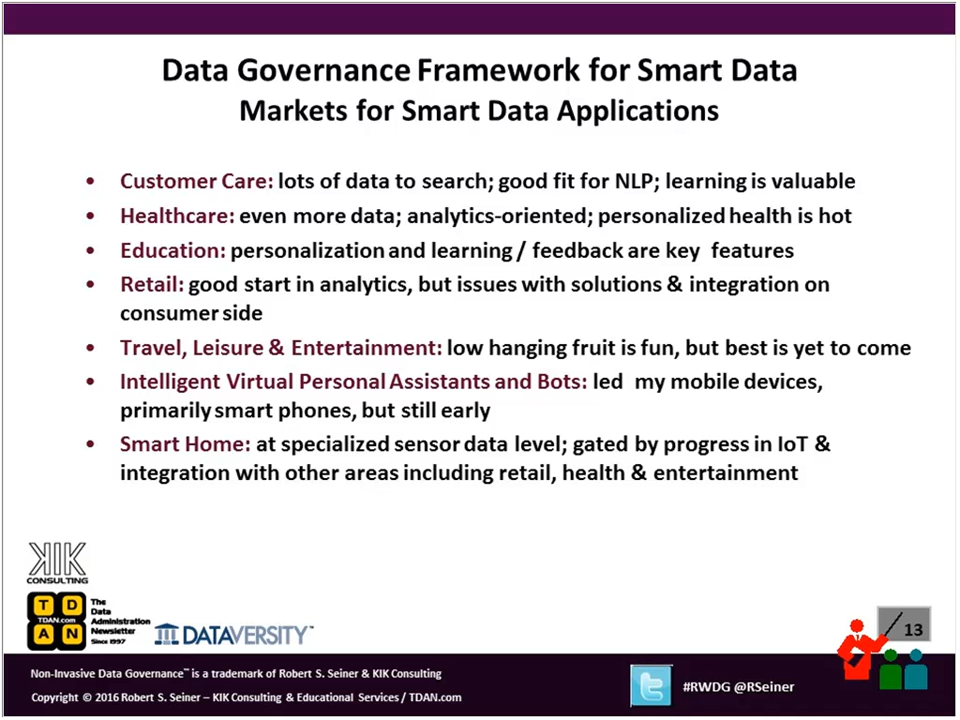 Data Governance Framework for Smart Data
Markets for Smart Data Applications
• Customer Care: lots of data to search; good fit for NLP; learning is valuable
• Healthcare: even more data; analytics-oriented; personalized health is hot
• Education: personalization and learning / feedback are key features
• Retail: good start in analytics, but issues with solutions & integration on
consumer side
• Travel, Leisure & Entertainment: low hanging fruit is fun, but best is yet to come
• Intelligent Virtual Personal Assistants and Bots: led my mobile devices,
primarily smart phones, but still early
• Smart Home: at specialized sensor data level; gated by progress in IoT &
integration with other areas including retail, health & entertainment
KIK
CONSULTING
T D
TDAN.com
A N
The
Data
Administration
Newsletter
Since 1997
DATAVERSITY™
13
Non-Invasive Data Governance™ is a trademark of Robert S. Seiner & KIK Consulting
Copyright © 2016 Robert S. Seiner – KIK Consulting & Educational Services / TDAN.com
#RWDG @RSeiner